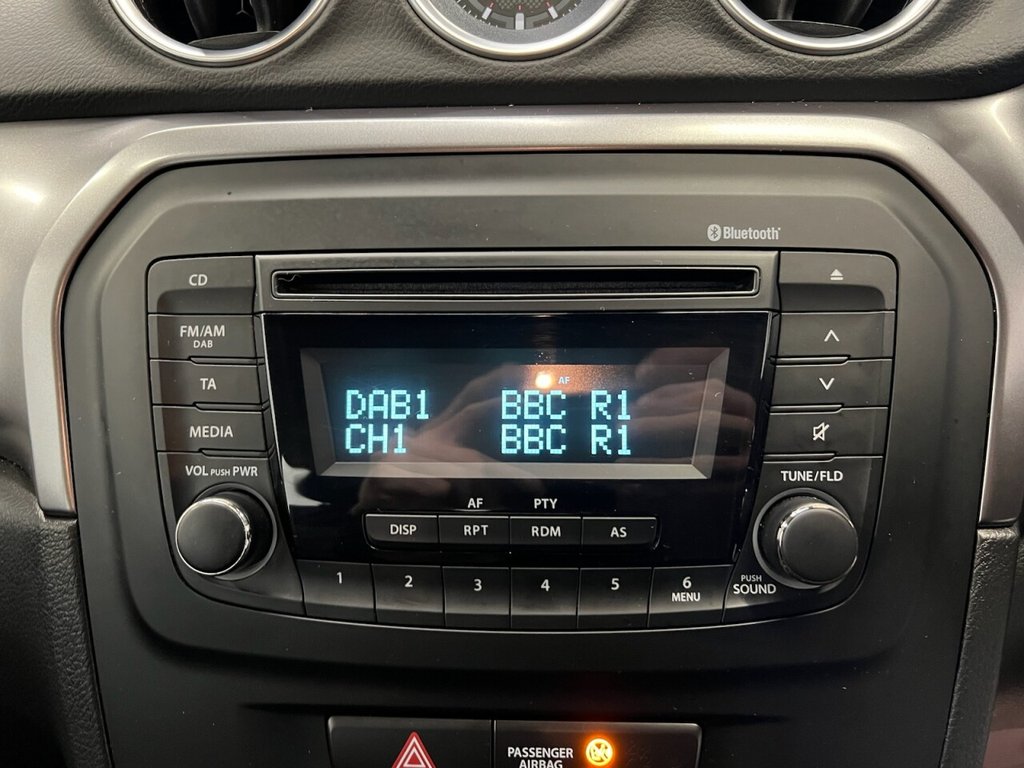 Bluetooth
CD
FM/AM
DAB
TA
MEDIA
VOL PUSH PWR
AF
DAB1 BBC R1
CH1 BBC R1
AF PTY
DISP RPT RDM AS
1 2 3 4 5 6
MENU
TUNE/FLD
PUSH
SOUND
PASSENGER
AIRBAG